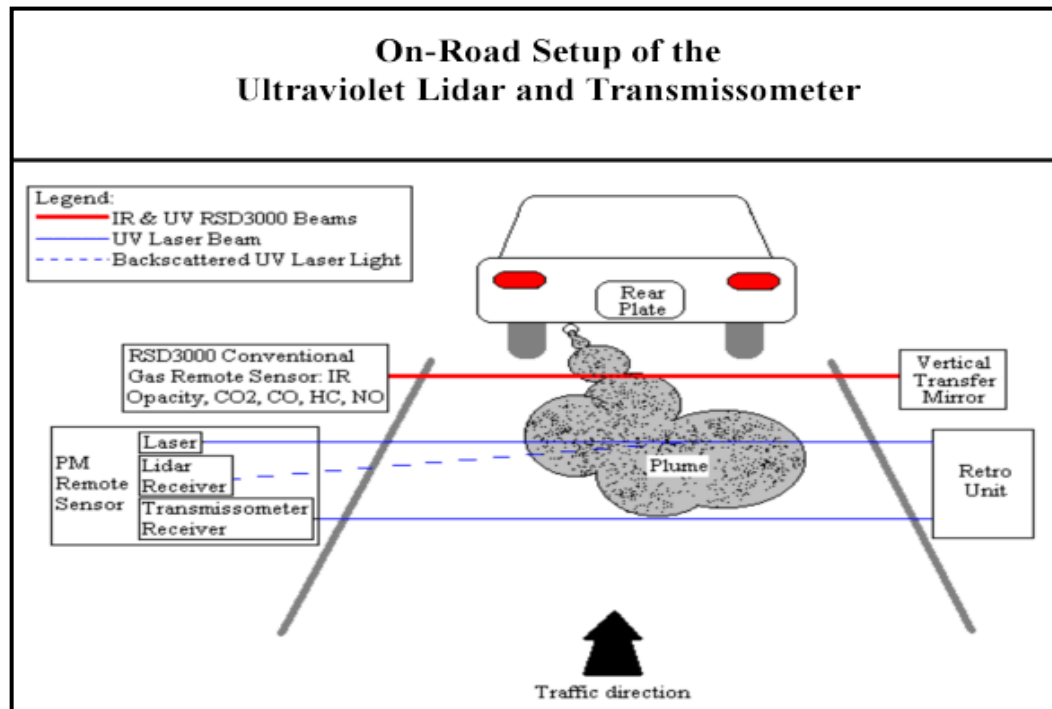 On-Road Setup of the
Ultraviolet Lidar and Transmissometer
Legend:
IR & UV RSD3000 Beams
UV Laser Beam
Backscattered UV Laser Light
Rear
Plate
RSD3000 Conventional
Gas Remote Sensor: IR
Opacity, CO2, CO, HC, NO
Vertical
Transfer
Mirror
PM
Remote
Sensor
Laser
Lidar
Receiver
Transmissometer
Receiver
Plume
Retro
Unit
Traffic direction